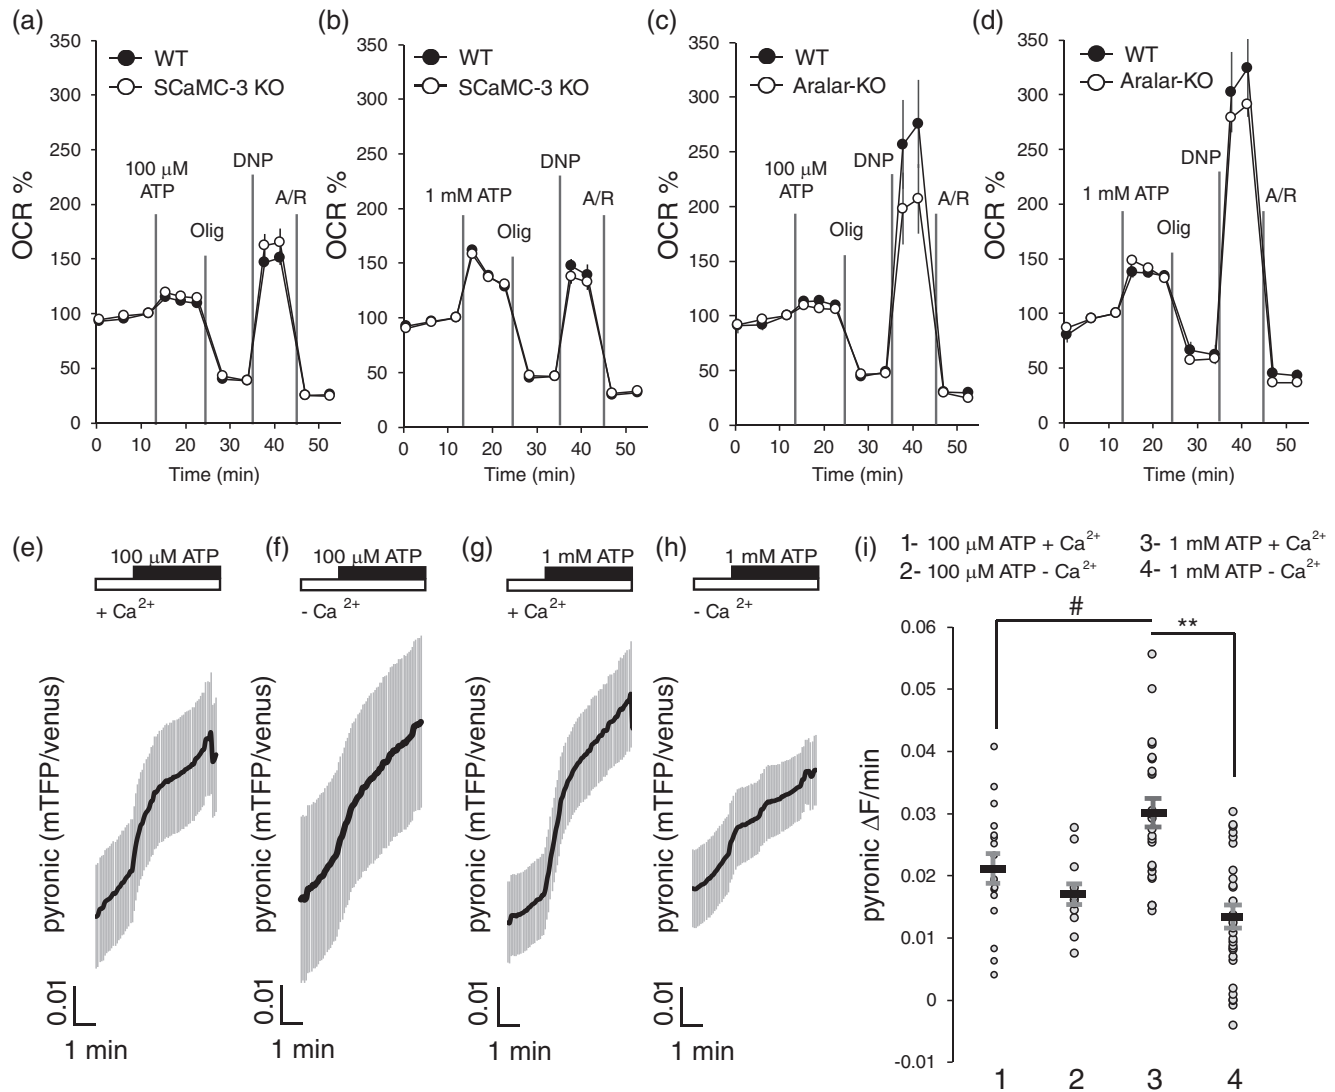 (a)
350
300
250
200
150
100
50
0
OCR %
WT
SCaMC-3 KO
100 μM
ATP
Olig
DNP
A/R
0 10 20 30 40 50
Time (min)
(b)
350
300
250
200
150
100
50
0
OCR %
WT
SCaMC-3 KO
1 mM ATP
Olig
DNP
A/R
0 10 20 30 40 50
Time (min)
(c)
350
300
250
200
150
100
50
0
OCR %
WT
Aralar-KO
100 μM
ATP
Olig
DNP
A/R
0 10 20 30 40 50
Time (min)
(d)
350
300
250
200
150
100
50
0
OCR %
WT
Aralar-KO
1 mM ATP
Olig
DNP
A/R
0 10 20 30 40 50
Time (min)
(e)
100 μM ATP
+ Ca2+
pyronic (mTFP/venus)
0.01
1 min
(f)
100 μM ATP
- Ca2+
pyronic (mTFP/venus)
0.01
1 min
(g)
1 mM ATP
+ Ca2+
pyronic (mTFP/venus)
0.01
1 min
(h)
1 mM ATP
- Ca2+
pyronic (mTFP/venus)
0.01
1 min
(i)
1- 100 μM ATP + Ca2+
3- 1 mM ATP + Ca2+
2- 100 μM ATP - Ca2+
4- 1 mM ATP - Ca2+
#
**
0.06
0.05
0.04
0.03
0.02
0.01
0
-0.01
pyronic ΔF/min
1 2 3 4